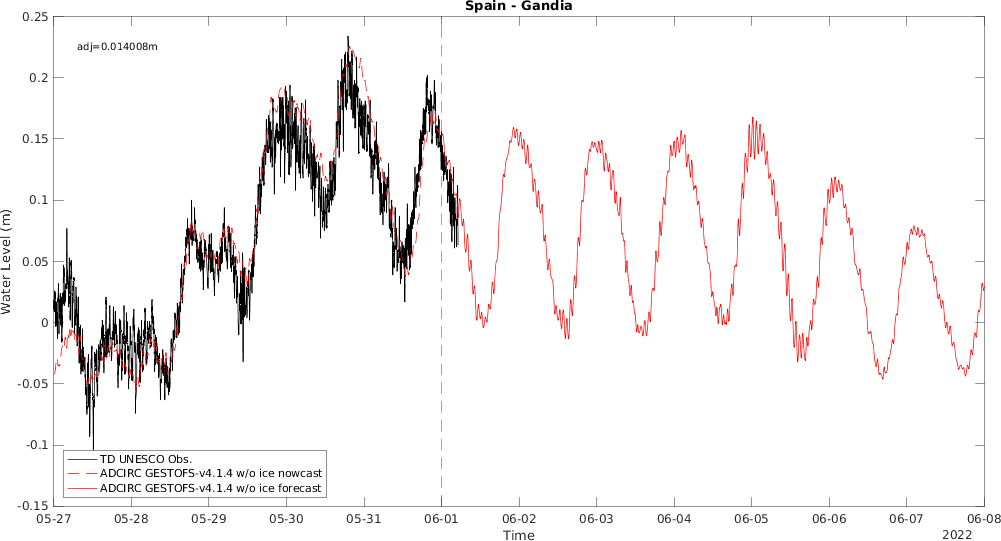 Spain - Gandia
adj=0.014008m
0.25
0.2
0.15
0.1
0.05
0
-0.05
-0.1
-0.15
Water Level (m)
TD UNESCO Obs.
ADCIRC GESTOFS-v4.1.4 w/o ice nowcast
ADCIRC GESTOFS-v4.1.4 w/o ice forecast
05-27 05-28 05-29 05-30 05-31 06-01 06-02 06-03 06-04 06-05 06-06 06-07 06-08
Time
2022